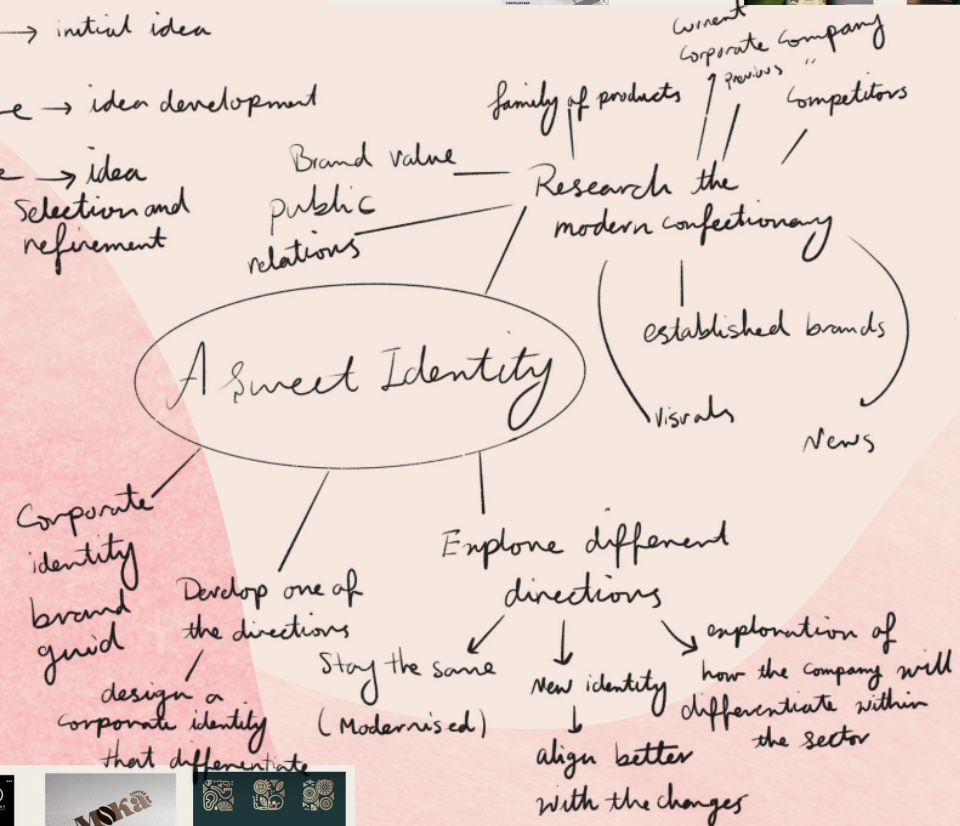 → initial idea
e → idea development
e → idea
Selection and
refinement
Current
Corporate Company
previous "
Competitors
family of products
Brand value
public
relations
Research the
modern confectionary
established brands
visuals
News
A Sweet Identity
Corporate
identity
brand
guid
Develop one of
the directions
design a
corporate identity
that differentiate
Explore different
directions
Stay the same
(Modernised)
New identity
↓
align better
with the changes
exploration of
how the company will
differentiate within
the sector
COFFEE BAR
MOKa